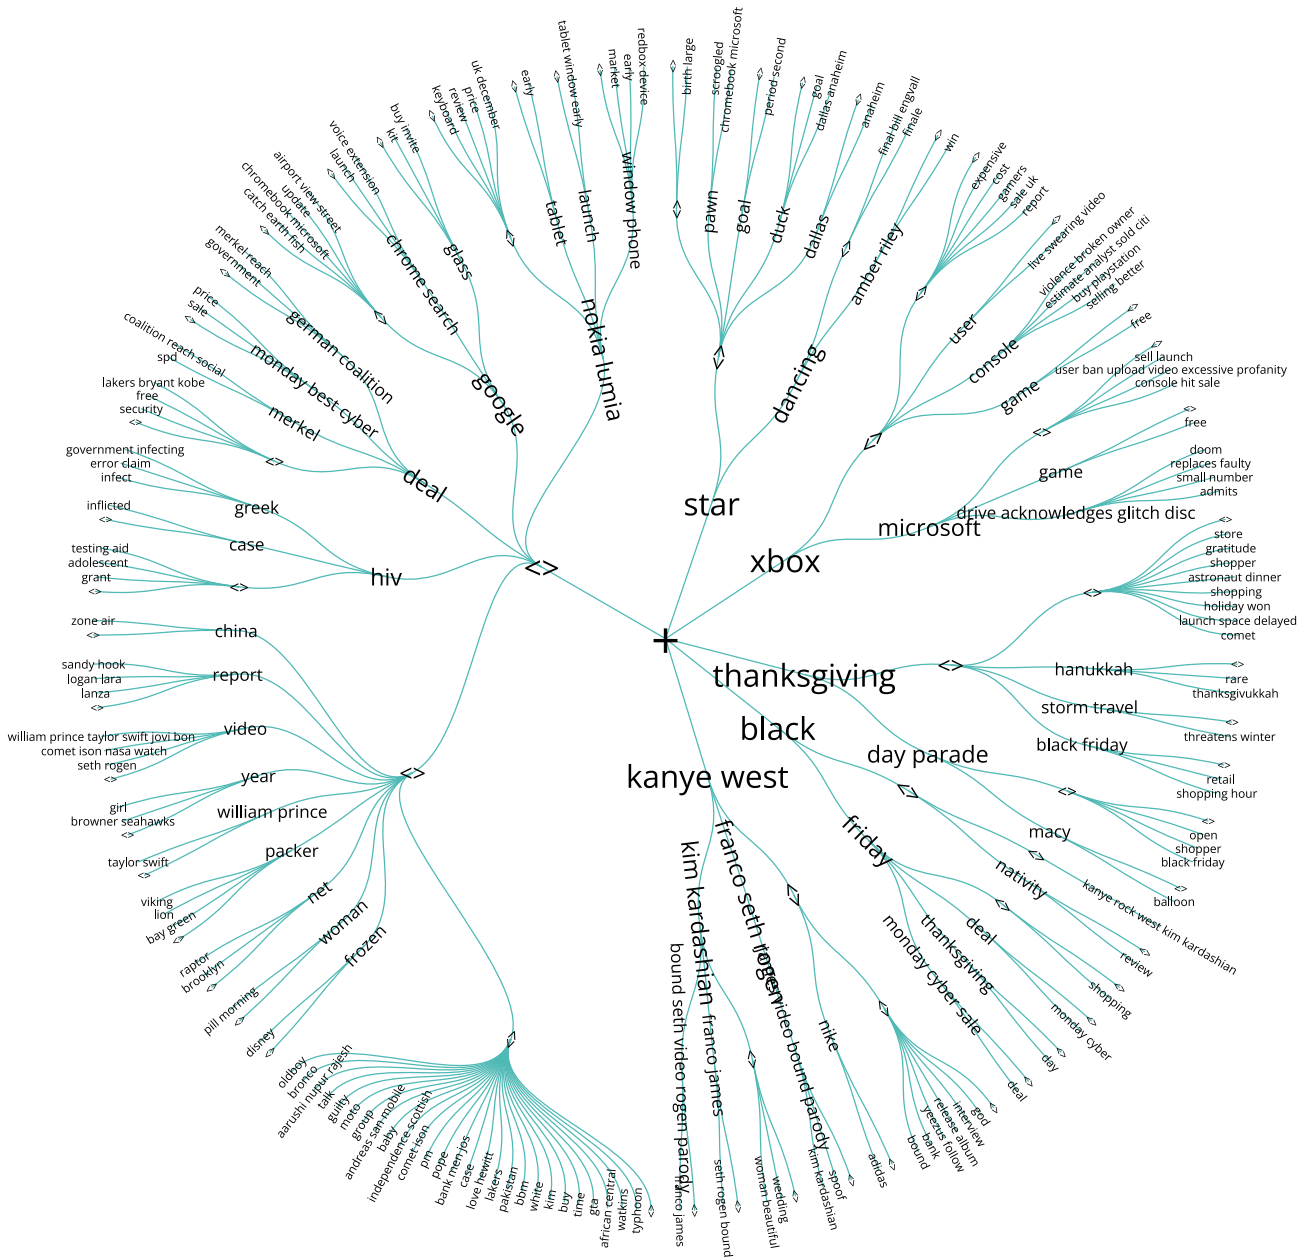 +
<>
star
<>
<>
birth large
pawn
scroogled
chromebook microsoft
goal
<>
period second
duck
<>
goal
dallas anaheim
dallas
<>
anaheim
dancing
<>
final bill engvall
finale
amber riley
<>
win
xbox
<>
<>
<>
expensive
cost
gamers
sale uk
report
user
live swearing video
<>
console
violence broken owner
estimate analyst sold citi
buy playstation
selling better
game
<>
free
microsoft
<>
<>
sell launch
user ban upload video excessive profanity
console hit sale
game
<>
free
drive acknowledges glitch disc
doom
replaces faulty
small number
admits
thanksgiving
<>
<>
<>
store
gratitude
shopper
astronaut dinner
shopping
holiday won
launch space delayed
comet
hanukkah
<>
rare
thanksgivukkah
storm travel
<>
threatens winter
black friday
<>
retail
shopping hour
day parade
<>
<>
open
shopper
black friday
macy
<>
balloon
black
<>
<>
kanye rock west kim kardashian
nativity
<>
review
friday
<>
<>
shopping
deal
<>
monday cyber
thanksgiving
<>
day
monday cyber sale
<>
deal
kanye west
<>
<>
<>
god
interview
release album
yeezus follow
bank
bound
nike
<>
adidas
franco seth rogen
james video bound parody
<>
spoof
kim kardashian
kim kardashian
<>
<>
wedding
woman beautiful
franco james
<>
seth rogen bound
bound seth video rogen parody
<>
franco james
nokia lumia
window phone
redbox device
early
market
<>
launch
tablet window early
<>
tablet
early
<>
<>
uk december
price
review
keyboard
<>
google
glass
buy invite
kit
<>
chrome search
voice extension
launch
<>
<>
airport view street
update
chromebook microsoft
catch earth fish
<>
deal
german coalition
merkel reach
government
<>
monday best cyber
price
sale
<>
merkel
coalition reach social
spd
<>
lakers bryant kobe
free
security
<>
hiv
greek
government infecting
error claim
infect
case
inflicted
<>
<>
testing aid
adolescent
grant
<>
<>
china
zone air
<>
report
sandy hook
logan lara
lanza
<>
video
william prince taylor swift jovi bon
comet ison nasa watch
seth rogen
<>
year
girl
browner seahawks
<>
william prince
taylor swift
<>
packer
viking
lion
bay green
<>
net
raptor
brooklyn
<>
woman
pill morning
<>
frozen
disney
<>
<>
oldboy
bronco
aarushi nupur rajesh
talk
guilty
moto
group
andreas san mobile
baby
independence scottish
comet ison
pm
pope
bank men jos
case
love hewitt
lakers
pakistan
bbm
white
kim
buy
time
gta
african central
watkins
typhoon
<>